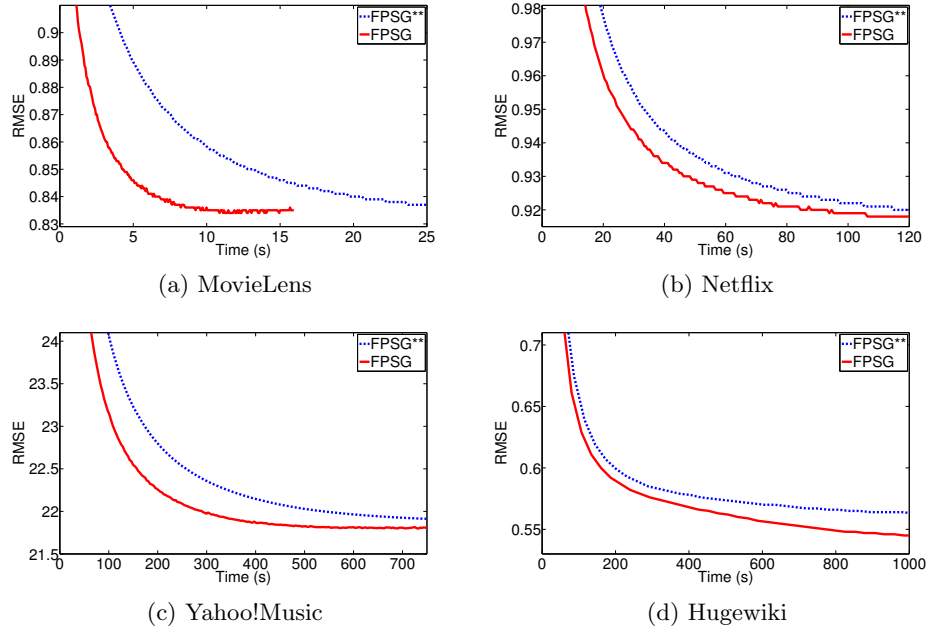 0.9
0.89
0.88
0.87
0.86
0.85
0.84
0.83
RMSE
0 5 10 15 20 25
Time (s)
FPSG**
FPSG
(a) MovieLens
0.98
0.97
0.96
0.95
0.94
0.93
0.92
RMSE
0 20 40 60 80 100 120
Time (s)
FPSG**
FPSG
(b) Netflix
24
23.5
23
22.5
22
21.5
RMSE
0 100 200 300 400 500 600 700
Time (s)
FPSG**
FPSG
(c) Yahoo!Music
0.7
0.65
0.6
0.55
RMSE
0 200 400 600 800 1000
Time (s)
FPSG**
FPSG
(d) Hugewiki